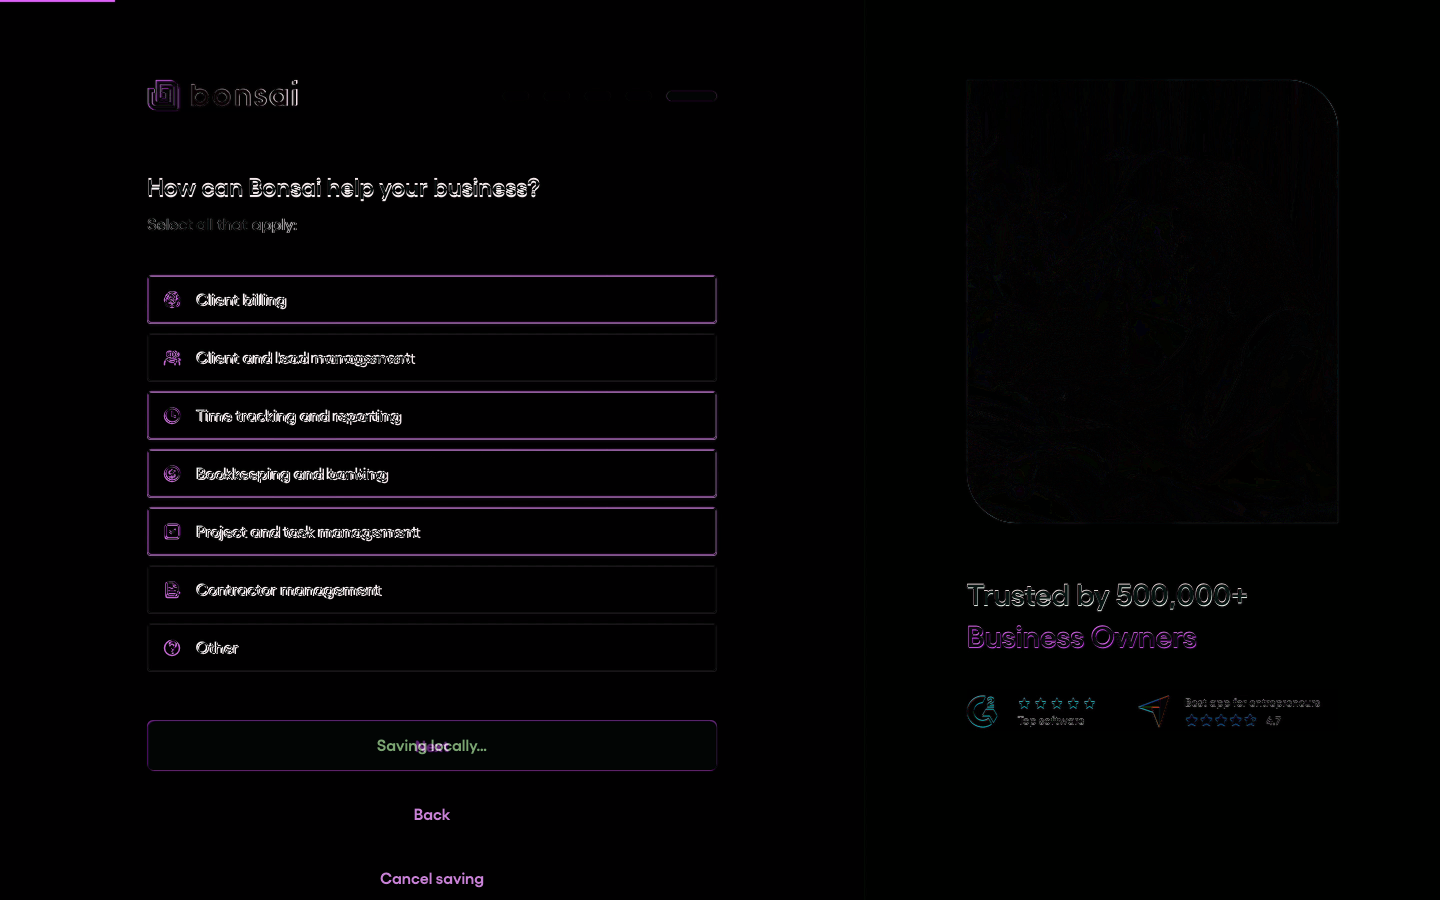 bonsai
How can Bonsai help your business?
Select all that apply:
Client billing
Client and lead management
Time tracking and reporting
Bookkeeping and banking
Project and task management
Contractor management
Other
Saving locally...
Next
Back
Cancel saving
Trusted by 500,000+
Business Owners
G2
Top software
Best app for entrepreneurs
4.7